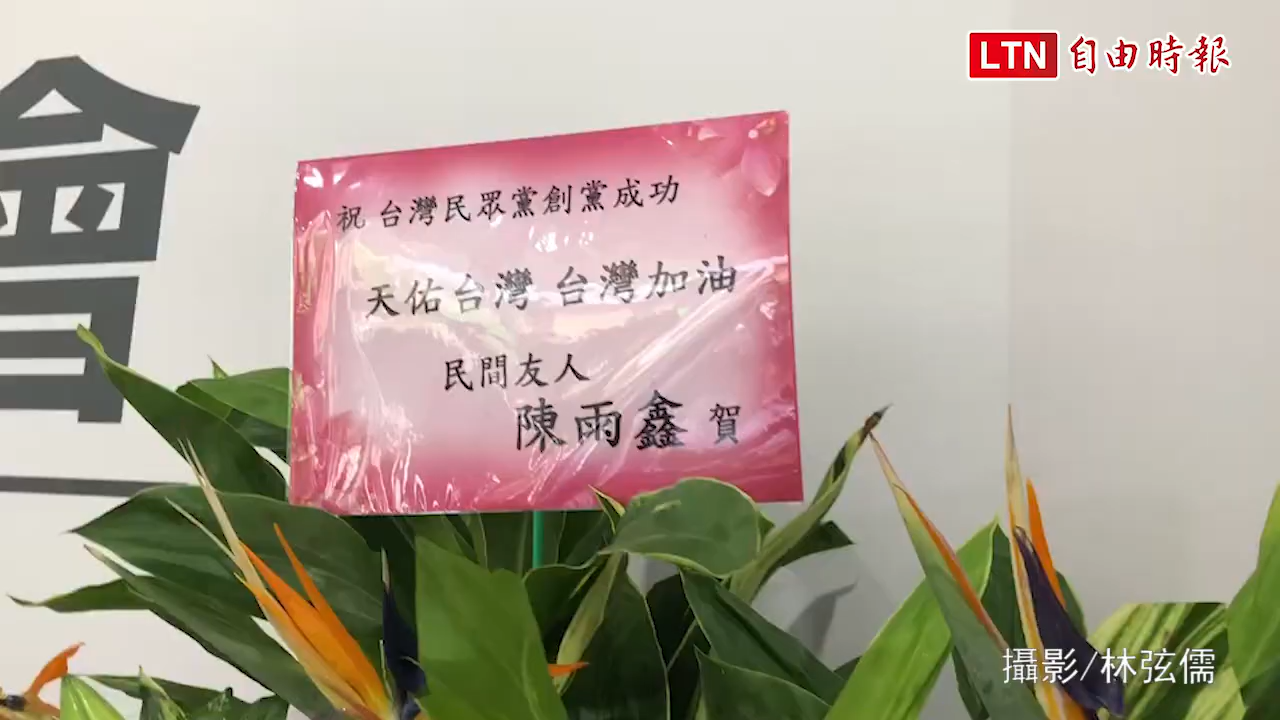 LTN 自由時報
會
祝 台灣民眾黨創黨成功
天佑台灣 台灣加油
民間友人
陳雨鑫 賀
攝影/林弦儒